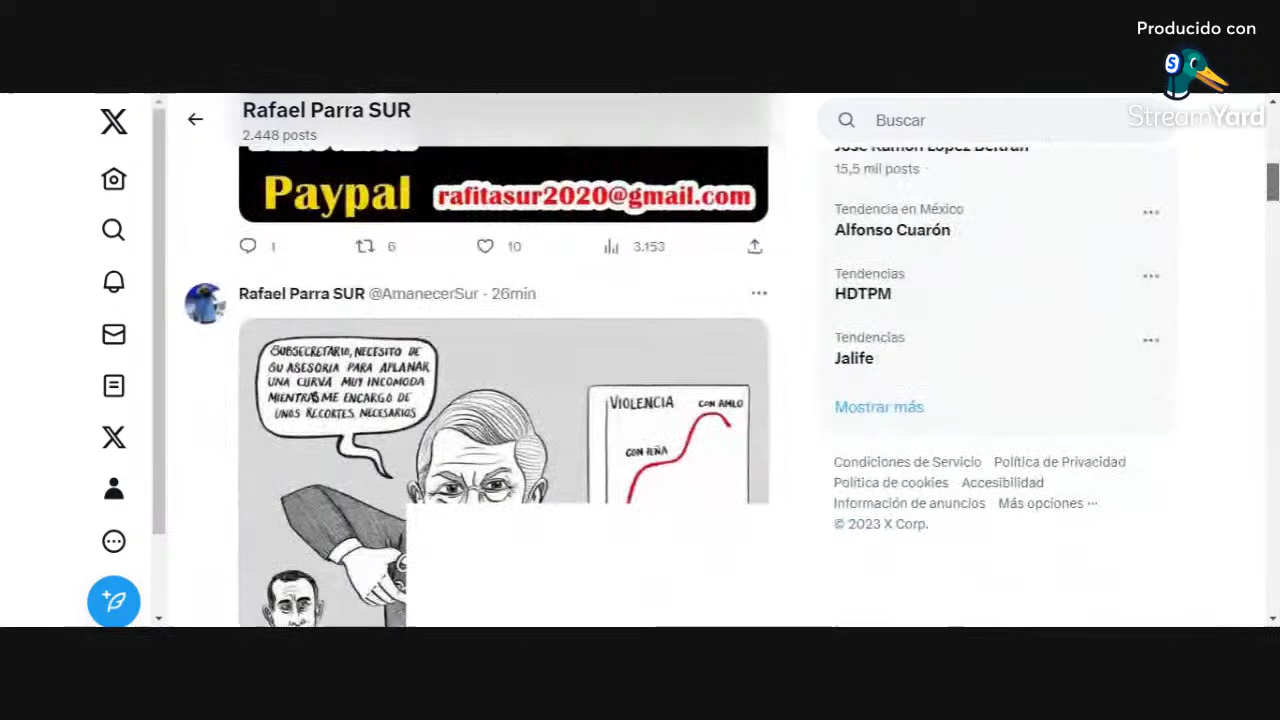 Producido con
StreamYard
Rafael Parra SUR
2.448 posts
Buscar
José Ramón López Beltrán
15,5 mil posts
Paypal rafitasur2020@gmail.com
1 6 10 3.153
Tendencia en México
Alfonso Cuarón
Tendencias
HDTPM
Tendencias
Jalife
Mostrar más
Rafael Parra SUR @AmanecerSur · 26min
SUBSECRETARIO, NECESITO DE
SU ASESORIA PARA APLANAR
UNA CURVA MUY INCOMODA
MIENTRAS ME ENCARGO DE
UNOS RECORTES NECESARIOS
VIOLENCIA
CON AMLO
CON PEÑA
Condiciones de Servicio Política de Privacidad
Política de cookies Accesibilidad
Información de anuncios Más opciones ···
© 2023 X Corp.